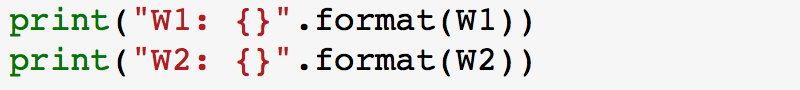 print("W1: {}".format(W1))
print("W2: {}".format(W2))